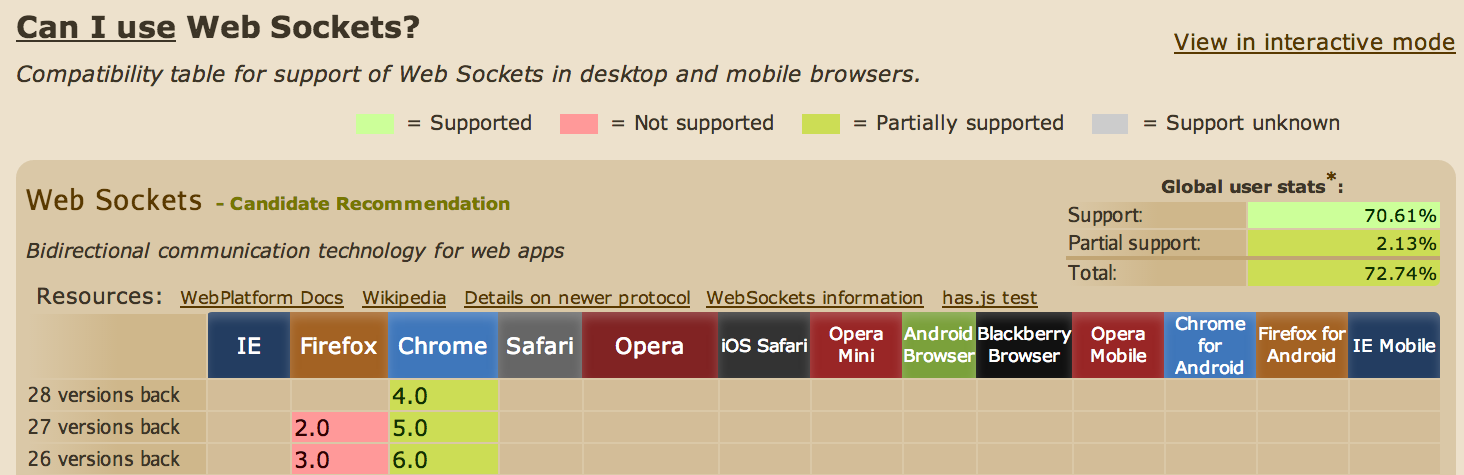 Can I use Web Sockets?
View in interactive mode
Compatibility table for support of Web Sockets in desktop and mobile browsers.
= Supported = Not supported = Partially supported = Support unknown
Web Sockets - Candidate Recommendation
Global user stats*:
Support: 70.61%
Partial support: 2.13%
Total: 72.74%
Bidirectional communication technology for web apps
Resources: WebPlatform Docs Wikipedia Details on newer protocol WebSockets information has.js test
IE Firefox Chrome Safari Opera iOS Safari Opera Mini Android Browser Blackberry Browser Opera Mobile Chrome for Android Firefox for Android IE Mobile
28 versions back 4.0
27 versions back 2.0 5.0
26 versions back 3.0 6.0